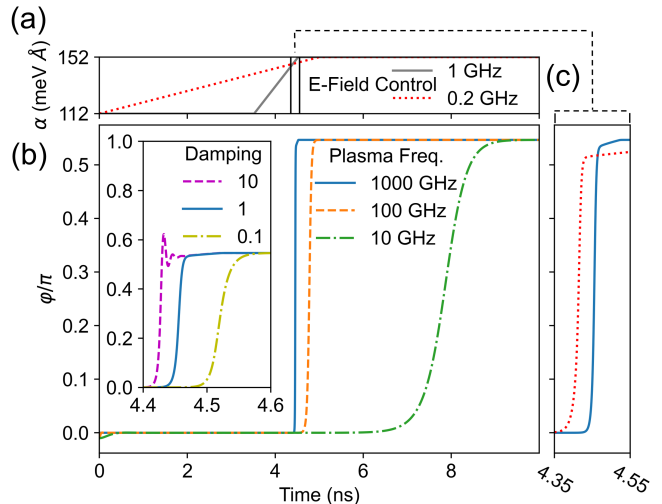 (a)
152
α (meV Å)
112
E-Field Control
1 GHz
0.2 GHz
(c)
(b)
φ/π
0.5
0.4
0.3
0.2
0.1
0.0
1.0
0.8
0.6
0.4
0.2
0.0
Damping
10
1
0.1
4.4
4.5
4.6
Plasma Freq.
1000 GHz
100 GHz
10 GHz
0
2
4
6
8
Time (ns)
4.35
4.55